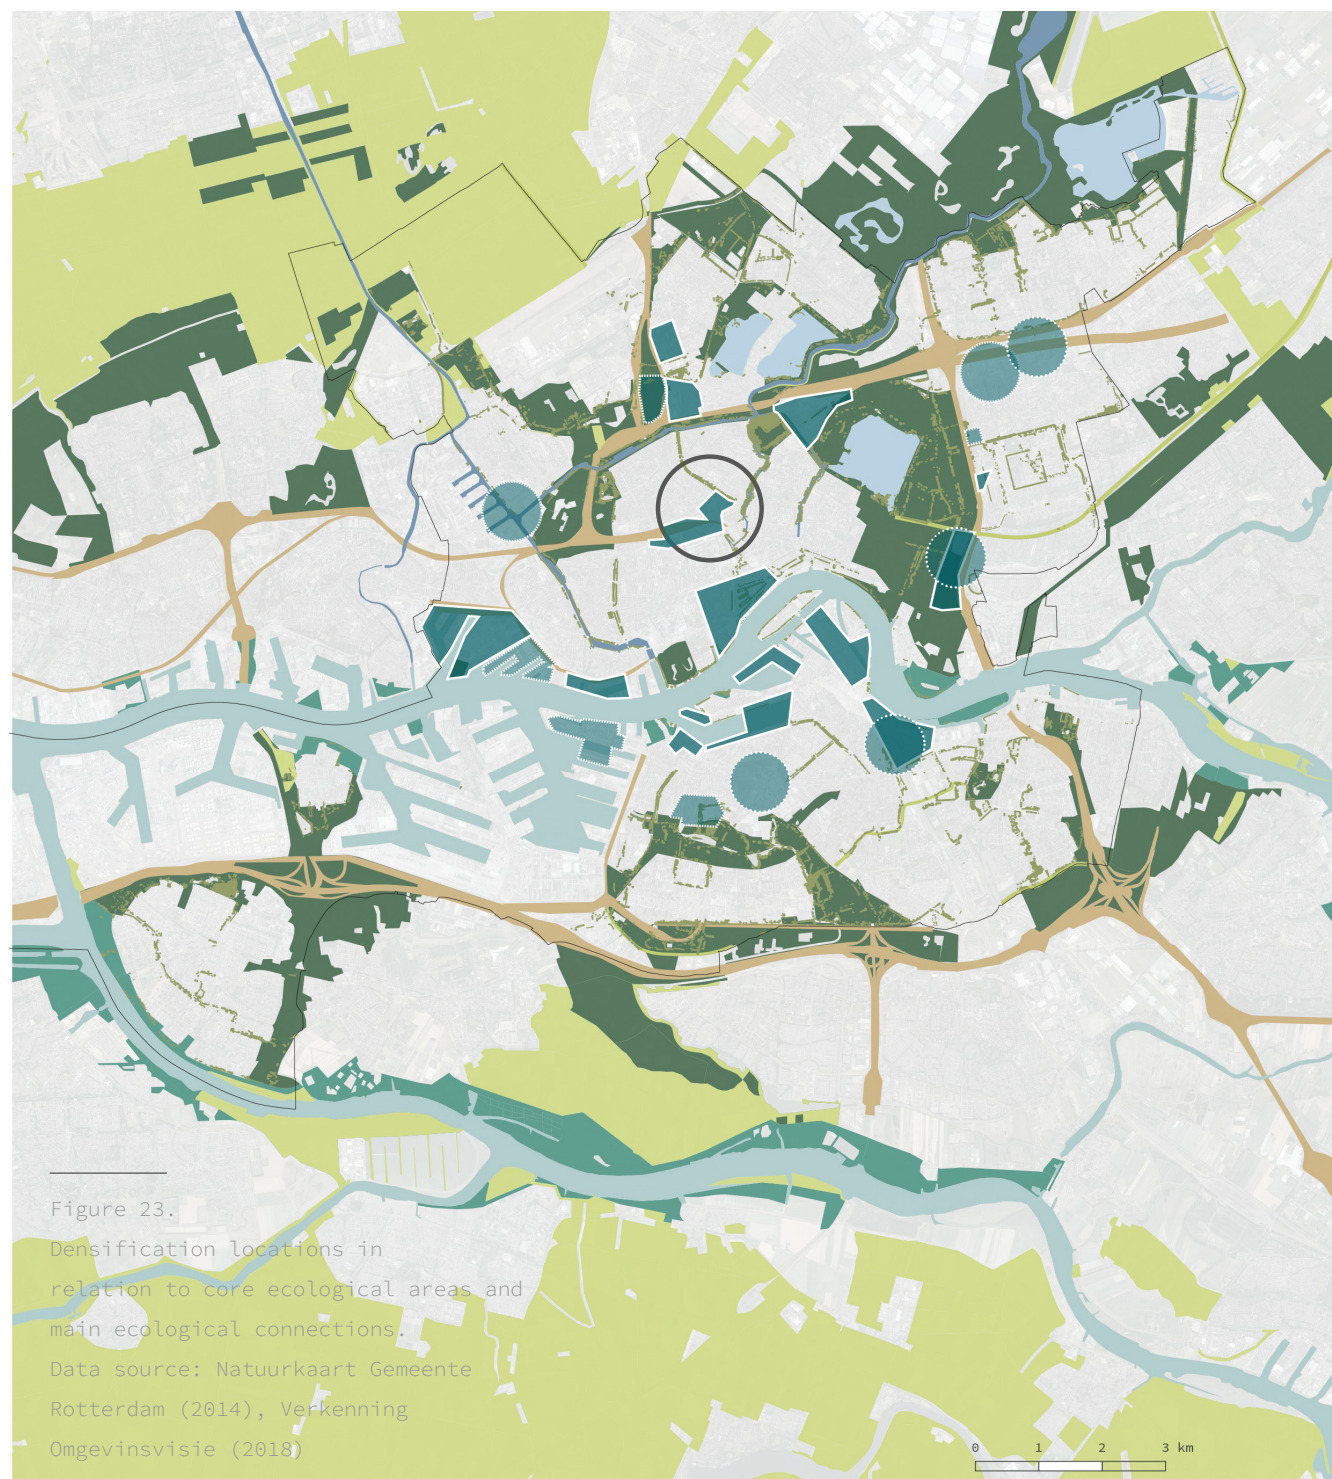 Figure 23.
Densification locations in
relation to core ecological areas and
main ecological connections.
Data source: Natuurkaart Gemeente
Rotterdam (2014), Verkenning
Omgevinsvisie (2018)
0 1 2 3 km